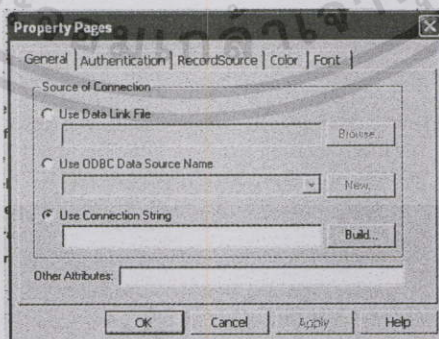 Property Pages
General Authentication RecordSource Color Font
Source of Connection
Use Data Link File
Browse...
Use ODBC Data Source Name
New...
Use Connection String
Build...
Other Attributes:
OK Cancel Apply Help